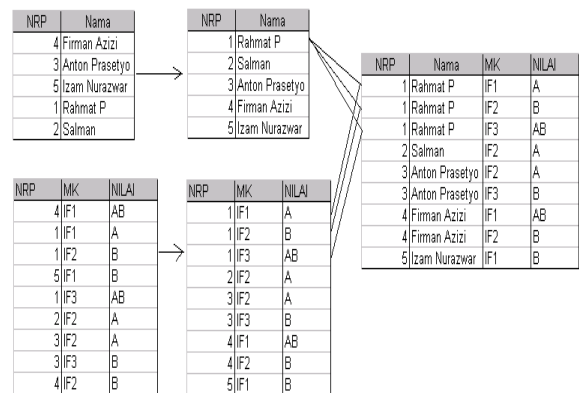 NRP Nama
4 Firman Azizi
3 Anton Prasetyo
5 Izam Nurazwar
1 Rahmat P
2 Salman
NRP Nama
1 Rahmat P
2 Salman
3 Anton Prasetyo
4 Firman Azizi
5 Izam Nurazwar
NRP Nama MK NILAI
1 Rahmat P IF1 A
1 Rahmat P IF2 B
1 Rahmat P IF3 AB
2 Salman IF2 A
3 Anton Prasetyo IF2 A
3 Anton Prasetyo IF3 B
4 Firman Azizi IF1 AB
4 Firman Azizi IF2 B
5 Izam Nurazwar IF1 B
NRP MK NILAI
4 IF1 AB
1 IF1 A
1 IF2 B
5 IF1 B
1 IF3 AB
2 IF2 A
3 IF2 A
3 IF3 B
4 IF2 B
NRP MK NILAI
1 IF1 A
1 IF2 B
1 IF3 AB
2 IF2 A
3 IF2 A
3 IF3 B
4 IF1 AB
4 IF2 B
5 IF1 B